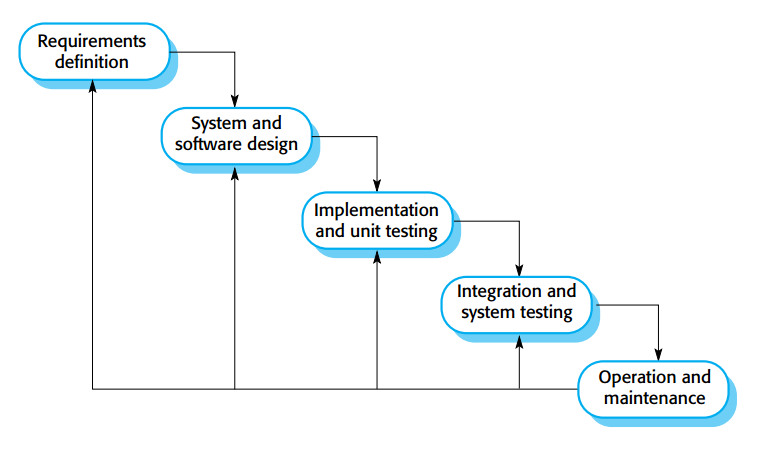 Requirements
definition
System and
software design
Implementation
and unit testing
Integration and
system testing
Operation and
maintenance